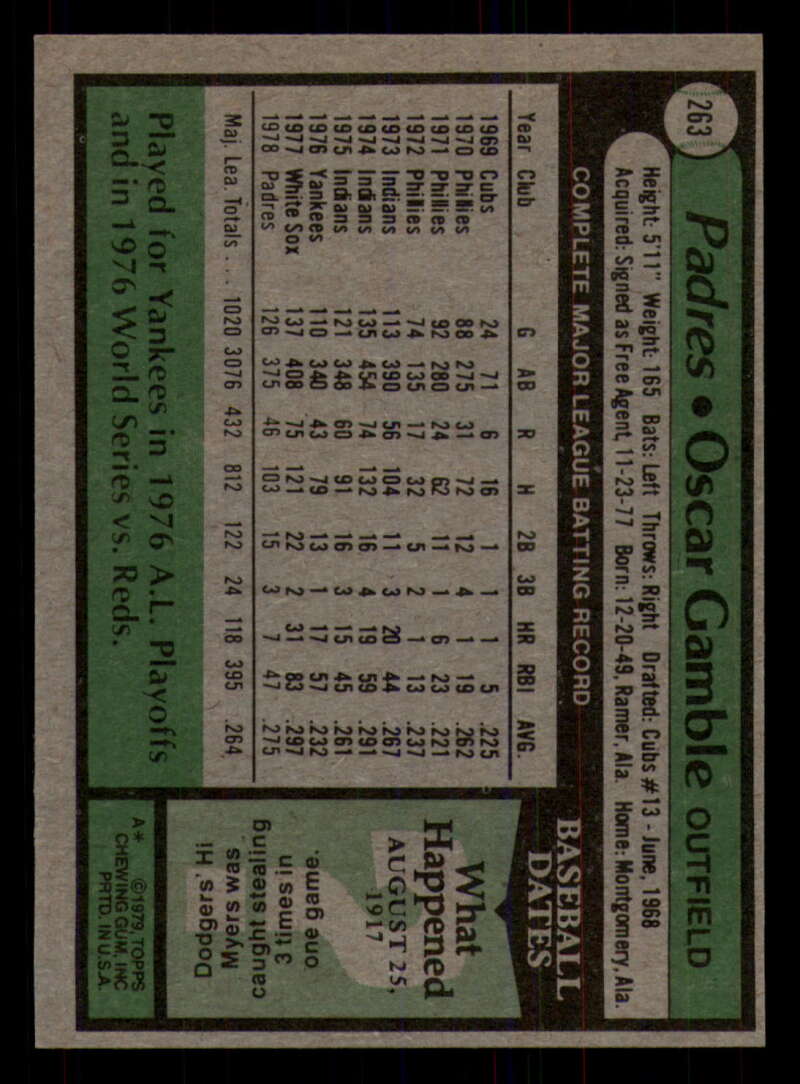 263
Padres • Oscar Gamble OUTFIELD
Height: 5'11" Weight: 165 Bats: Left Throws: Right Drafted: Cubs #13 - June, 1968
Acquired: Signed as Free Agent, 11-23-77 Born: 12-20-49, Ramer, Ala. Home: Montgomery, Ala.
COMPLETE MAJOR LEAGUE BATTING RECORD
Year Club G AB R H 2B 3B HR RBI AVG.
1969 Cubs 24 71 6 16 1 1 1 5 .225
1970 Phillies 88 275 31 72 12 4 1 19 .262
1971 Phillies 92 280 24 62 11 1 6 23 .221
1972 Phillies 74 135 17 32 5 2 1 13 .237
1973 Indians 113 390 56 104 11 3 20 44 .267
1974 Indians 135 454 74 132 16 4 19 59 .291
1975 Indians 121 348 60 91 16 3 15 45 .261
1976 Yankees 110 340 43 79 13 1 17 57 .232
1977 White Sox 137 408 75 121 22 2 31 83 .297
1978 Padres 126 375 46 103 15 3 7 47 .275
Maj. Lea. Totals . . . 1020 3076 432 812 122 24 118 395 .264
Played for Yankees in 1976 A.L. Playoffs
and in 1976 World Series vs. Reds.
BASEBALL
DATES
What
Happened
AUGUST 25,
1917
Dodgers' Hi
Myers was
caught stealing
3 times in
one game.
A* ©1979, TOPPS
CHEWING GUM, INC
PRTD. IN U.S.A.